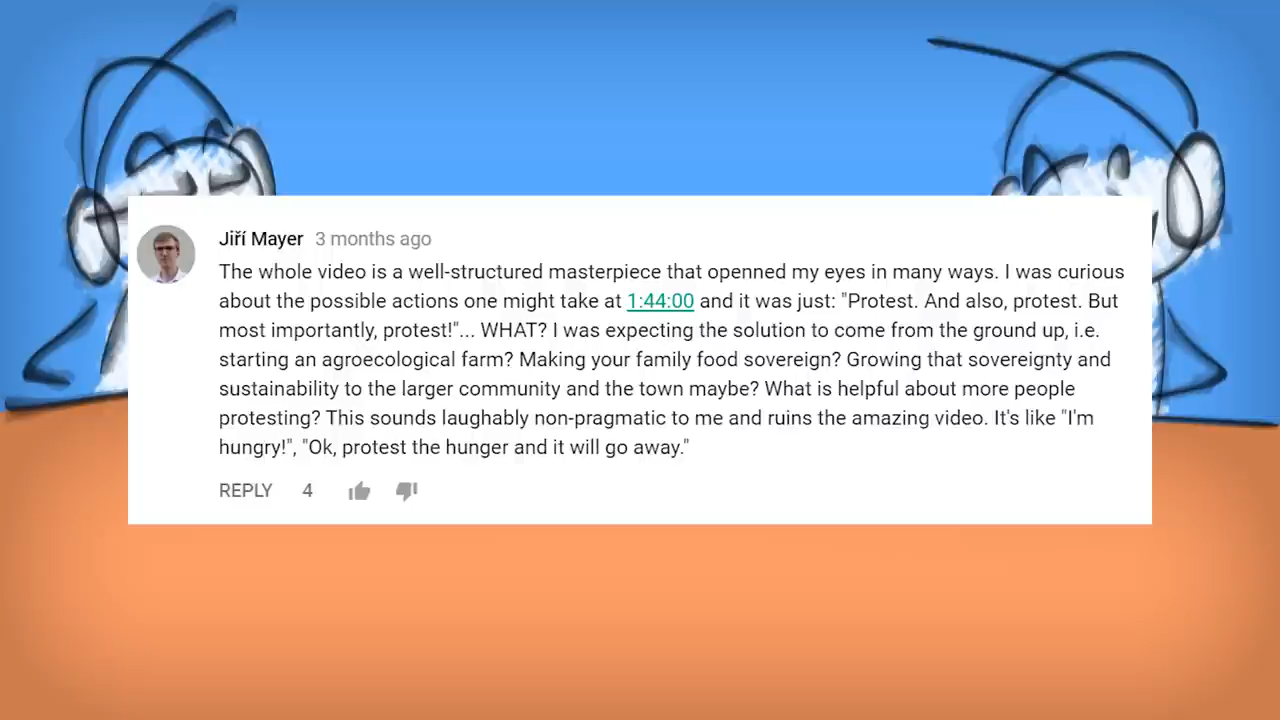 Jiří Mayer 3 months ago
The whole video is a well-structured masterpiece that openned my eyes in many ways. I was curious
about the possible actions one might take at 1:44:00 and it was just: "Protest. And also, protest. But
most importantly, protest!"... WHAT? I was expecting the solution to come from the ground up, i.e.
starting an agroecological farm? Making your family food sovereign? Growing that sovereignty and
sustainability to the larger community and the town maybe? What is helpful about more people
protesting? This sounds laughably non-pragmatic to me and ruins the amazing video. It's like "I'm
hungry!", "Ok, protest the hunger and it will go away."
REPLY 4